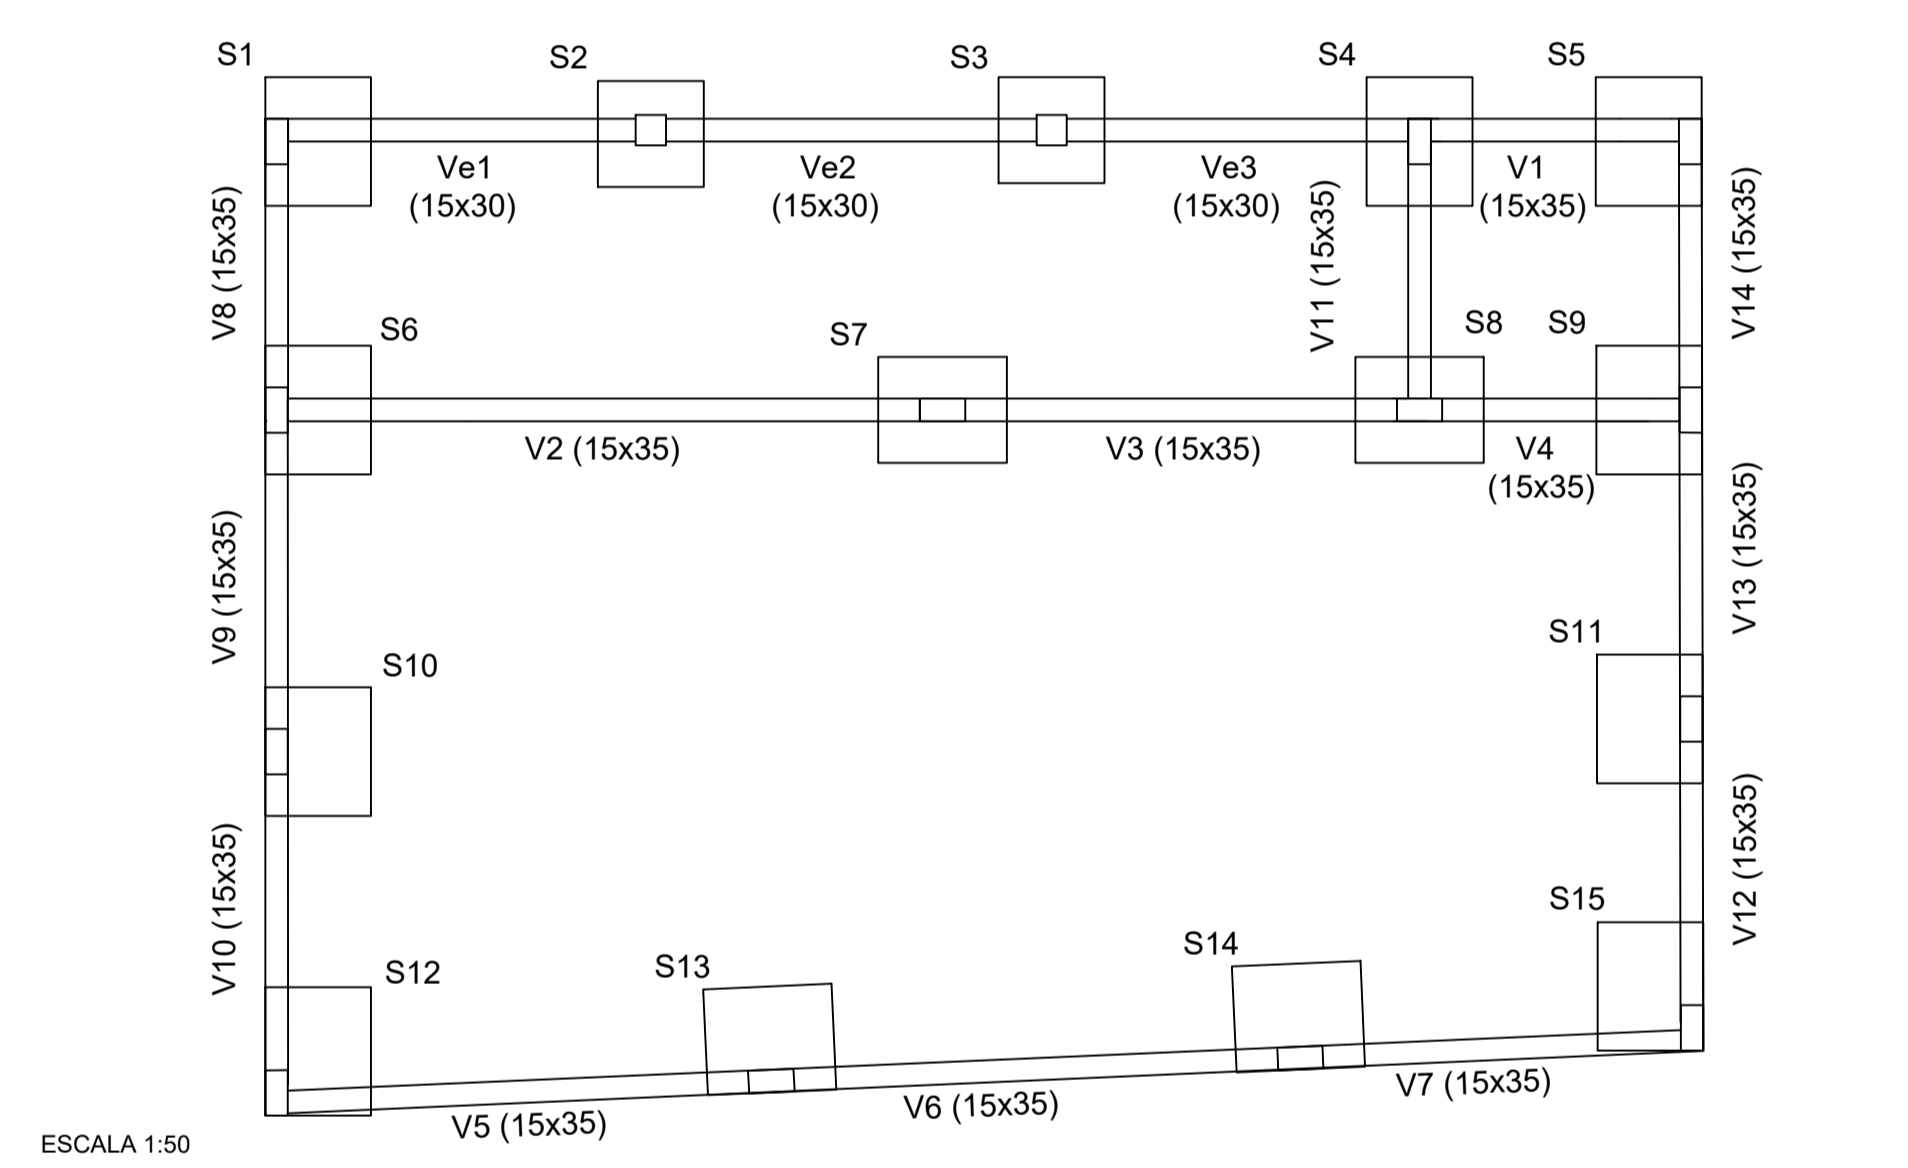 S1
S2
S3
S4
S5
Ve1
(15x30)
Ve2
(15x30)
Ve3
(15x30)
V1
(15x35)
V8 (15x35)
V11 (15x35)
V14 (15x35)
S6
S7
S8
S9
V2 (15x35)
V3 (15x35)
V4
(15x35)
V9 (15x35)
V13 (15x35)
S10
S11
V10 (15x35)
V12 (15x35)
S12
S13
S14
S15
V5 (15x35)
V6 (15x35)
V7 (15x35)
ESCALA 1:50